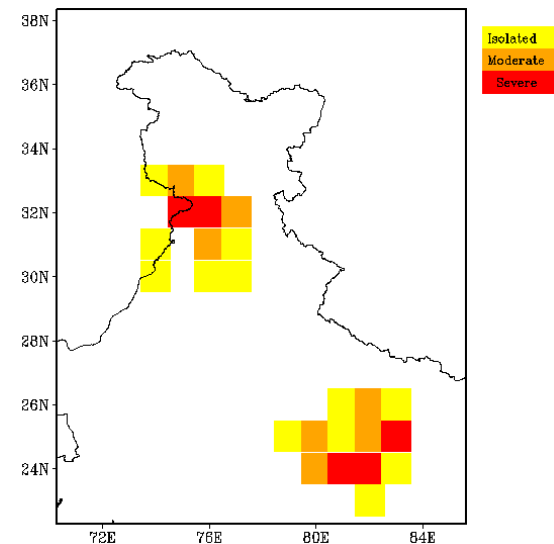 38N
Isolated
Moderate
Severe
36N
34N
32N
30N
28N
26N
24N
72E 76E 80E 84E